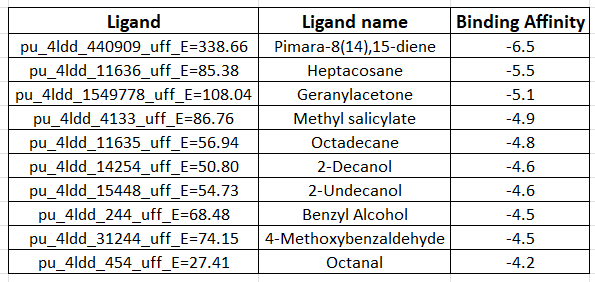 Ligand Ligand name Binding Affinity
pu_4ldd_440909_uff_E=338.66 Pimara-8(14),15-diene -6.5
pu_4ldd_11636_uff_E=85.38 Heptacosane -5.5
pu_4ldd_1549778_uff_E=108.04 Geranylacetone -5.1
pu_4ldd_4133_uff_E=86.76 Methyl salicylate -4.9
pu_4ldd_11635_uff_E=56.94 Octadecane -4.8
pu_4ldd_14254_uff_E=50.80 2-Decanol -4.6
pu_4ldd_15448_uff_E=54.73 2-Undecanol -4.6
pu_4ldd_244_uff_E=68.48 Benzyl Alcohol -4.5
pu_4ldd_31244_uff_E=74.15 4-Methoxybenzaldehyde -4.5
pu_4ldd_454_uff_E=27.41 Octanal -4.2